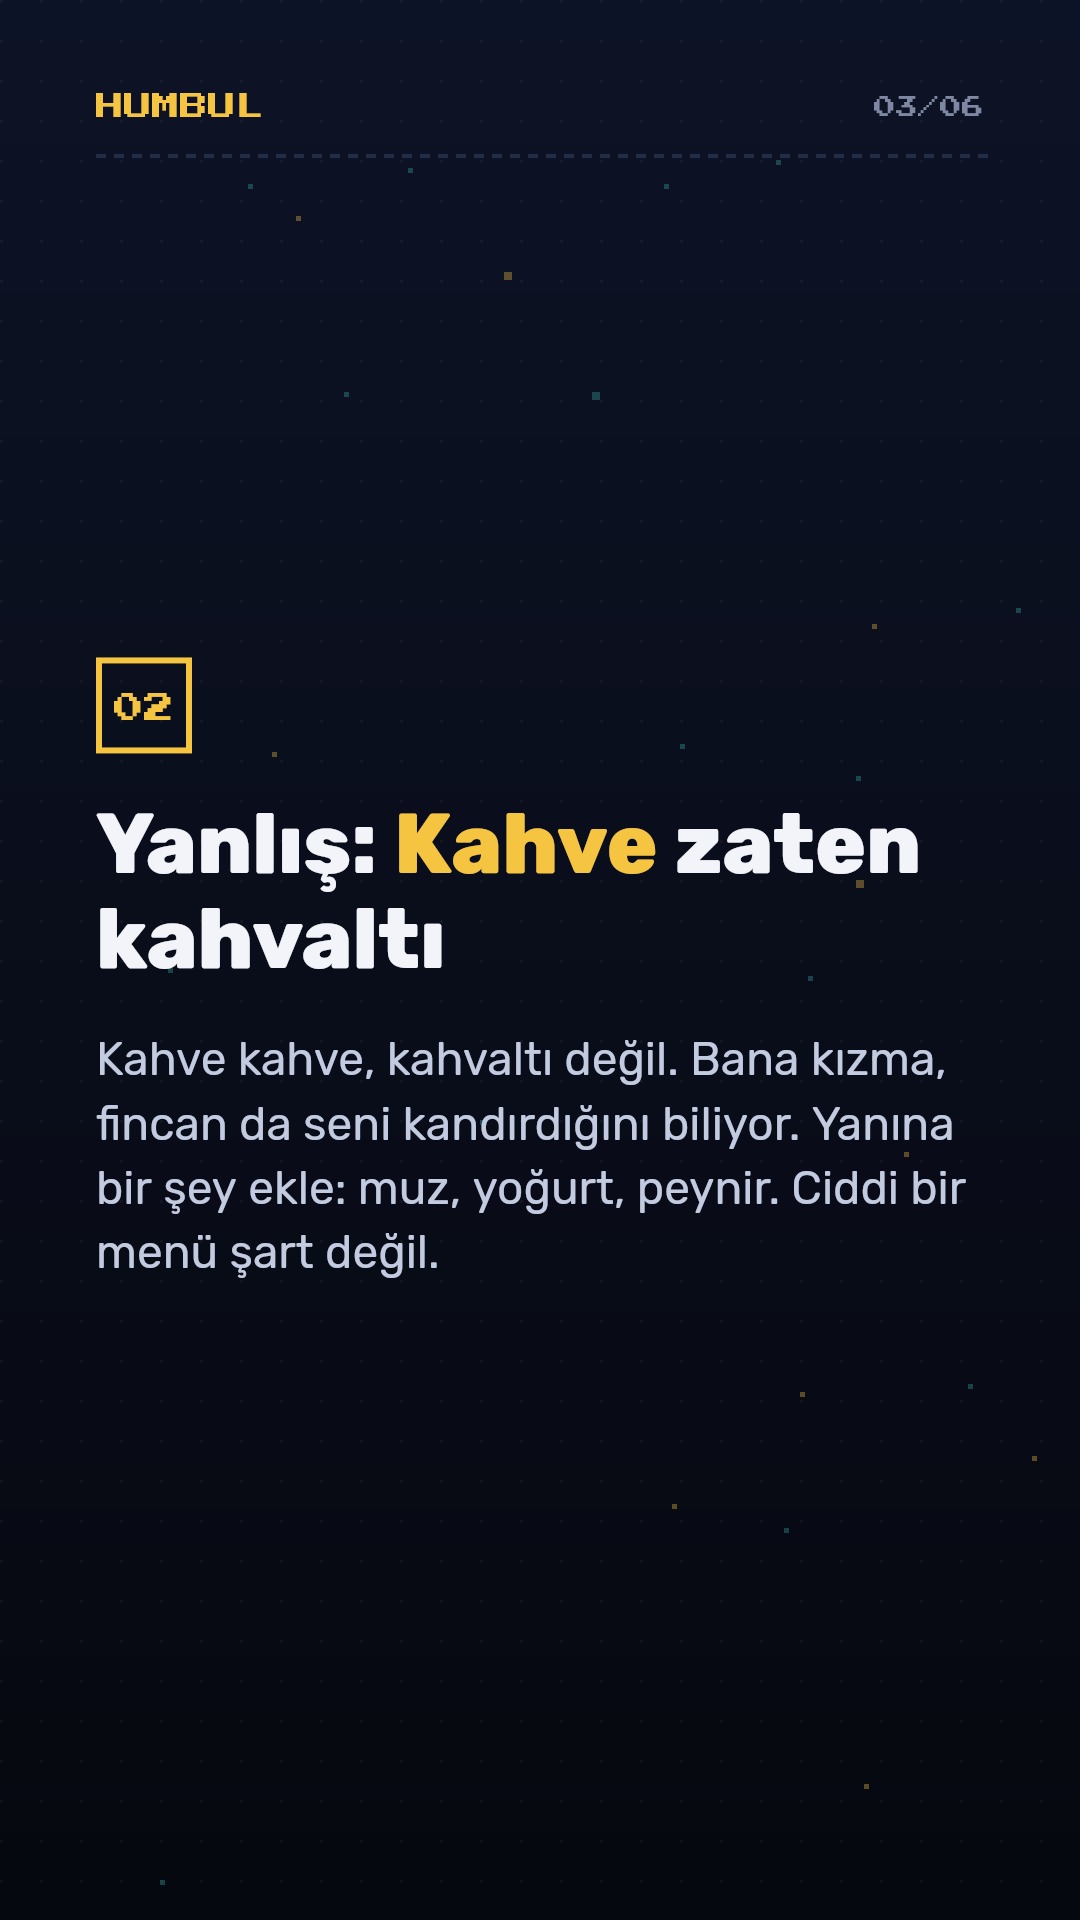 HUMBUL
03/06
02
Yanlış: Kahve zaten
kahvaltı
Kahve kahve, kahvaltı değil. Bana kızma,
fincan da seni kandırdığını biliyor. Yanına
bir şey ekle: muz, yoğurt, peynir. Ciddi bir
menü şart değil.